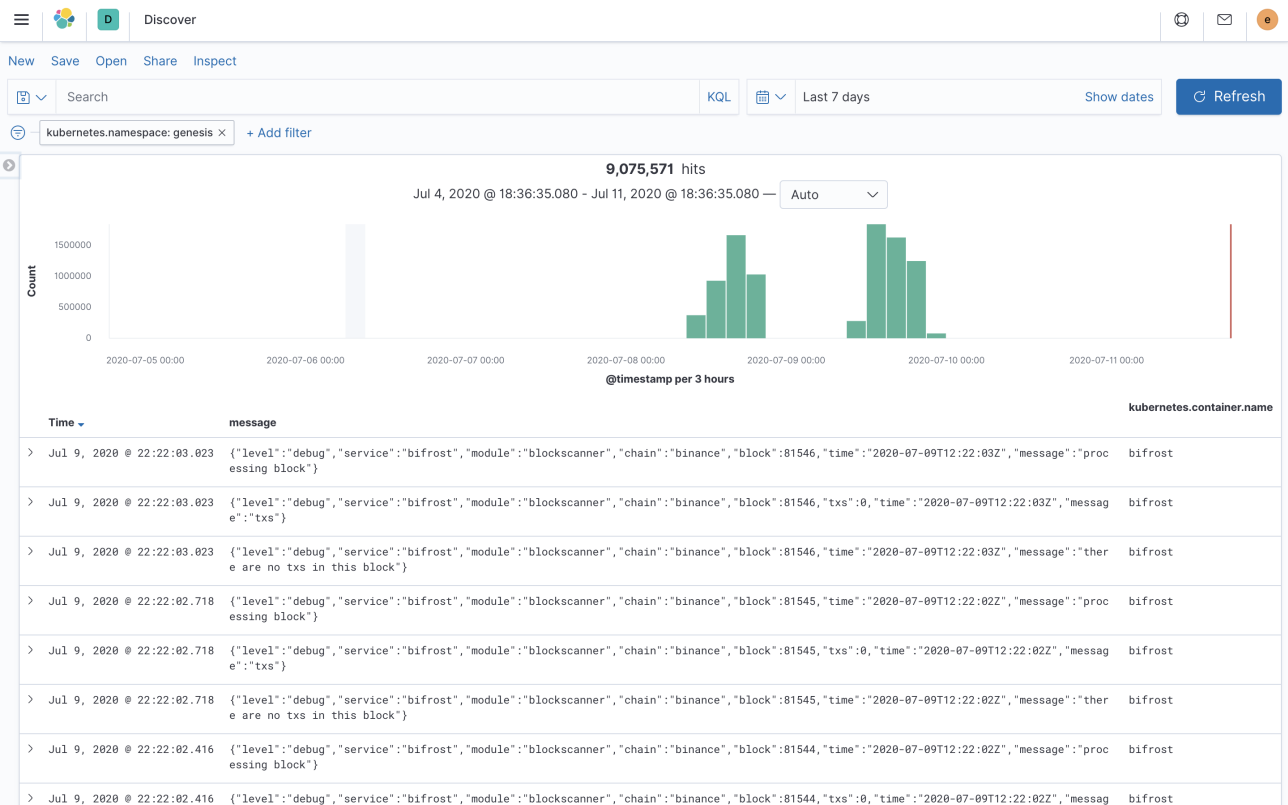 D Discover e
New Save Open Share Inspect
Search KQL Last 7 days Show dates Refresh
kubernetes.namespace: genesis × + Add filter
9,075,571 hits
Jul 4, 2020 @ 18:36:35.080 - Jul 11, 2020 @ 18:36:35.080 — Auto
Count
1500000
1000000
500000
0
2020-07-05 00:00 2020-07-06 00:00 2020-07-07 00:00 2020-07-08 00:00 2020-07-09 00:00 2020-07-10 00:00 2020-07-11 00:00
@timestamp per 3 hours
Time message kubernetes.container.name
Jul 9, 2020 @ 22:22:03.023 {"level":"debug","service":"bifrost","module":"blockscanner","chain":"binance","block":81546,"time":"2020-07-09T12:22:03Z","message":"proc bifrost
essing block"}
Jul 9, 2020 @ 22:22:03.023 {"level":"debug","service":"bifrost","module":"blockscanner","chain":"binance","block":81546,"txs":0,"time":"2020-07-09T12:22:03Z","messag bifrost
e":"txs"}
Jul 9, 2020 @ 22:22:03.023 {"level":"debug","service":"bifrost","module":"blockscanner","chain":"binance","block":81546,"time":"2020-07-09T12:22:03Z","message":"ther bifrost
e are no txs in this block"}
Jul 9, 2020 @ 22:22:02.718 {"level":"debug","service":"bifrost","module":"blockscanner","chain":"binance","block":81545,"time":"2020-07-09T12:22:02Z","message":"proc bifrost
essing block"}
Jul 9, 2020 @ 22:22:02.718 {"level":"debug","service":"bifrost","module":"blockscanner","chain":"binance","block":81545,"txs":0,"time":"2020-07-09T12:22:02Z","messag bifrost
e":"txs"}
Jul 9, 2020 @ 22:22:02.718 {"level":"debug","service":"bifrost","module":"blockscanner","chain":"binance","block":81545,"time":"2020-07-09T12:22:02Z","message":"ther bifrost
e are no txs in this block"}
Jul 9, 2020 @ 22:22:02.416 {"level":"debug","service":"bifrost","module":"blockscanner","chain":"binance","block":81544,"time":"2020-07-09T12:22:02Z","message":"proc bifrost
essing block"}
Jul 9, 2020 @ 22:22:02.416 {"level":"debug","service":"bifrost","module":"blockscanner","chain":"binance","block":81544,"txs":0,"time":"2020-07-09T12:22:02Z","messag bifrost